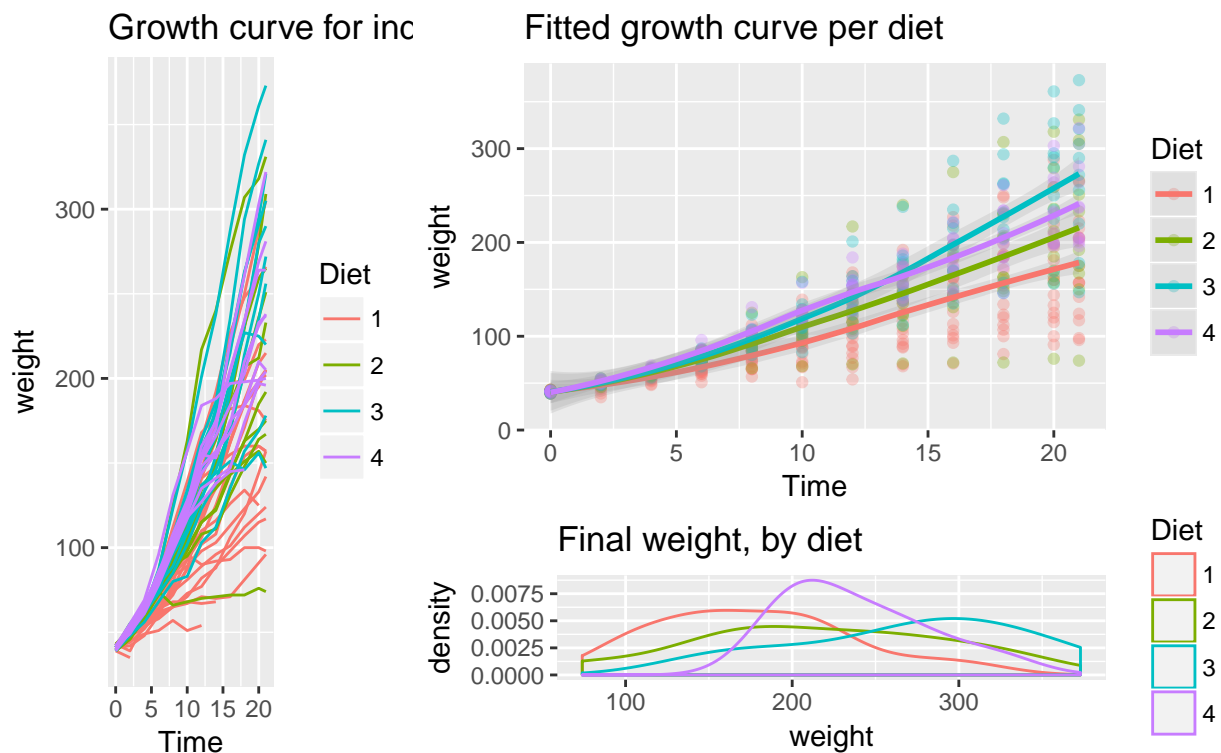 Growth curve for inc
weight
300
200
100
0 5 10 15 20
Time
Diet
1
2
3
4
Fitted growth curve per diet
weight
300
200
100
0
0 5 10 15 20
Time
Diet
1
2
3
4
Final weight, by diet
density
0.0075
0.0050
0.0025
0.0000
100 200 300
weight
Diet
1
2
3
4